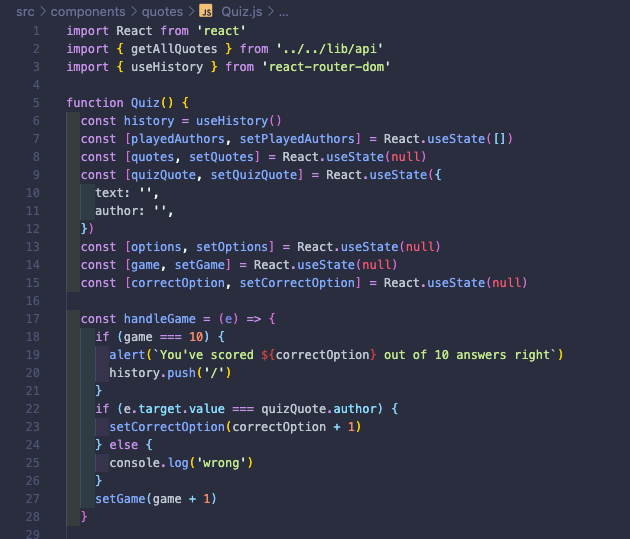 src > components > quotes > JS Quiz.js > ...
1 import React from 'react'
2 import { getAllQuotes } from '../../lib/api'
3 import { useHistory } from 'react-router-dom'
4
5 function Quiz() {
6   const history = useHistory()
7   const [playedAuthors, setPlayedAuthors] = React.useState([])
8   const [quotes, setQuotes] = React.useState(null)
9   const [quizQuote, setQuizQuote] = React.useState({
10     text: '',
11     author: '',
12   })
13   const [options, setOptions] = React.useState(null)
14   const [game, setGame] = React.useState(null)
15   const [correctOption, setCorrectOption] = React.useState(null)
16
17   const handleGame = (e) => {
18     if (game === 10) {
19       alert(`You've scored ${correctOption} out of 10 answers right`)
20       history.push('/')
21     }
22     if (e.target.value === quizQuote.author) {
23       setCorrectOption(correctOption + 1)
24     } else {
25       console.log('wrong')
26     }
27     setGame(game + 1)
28   }
29